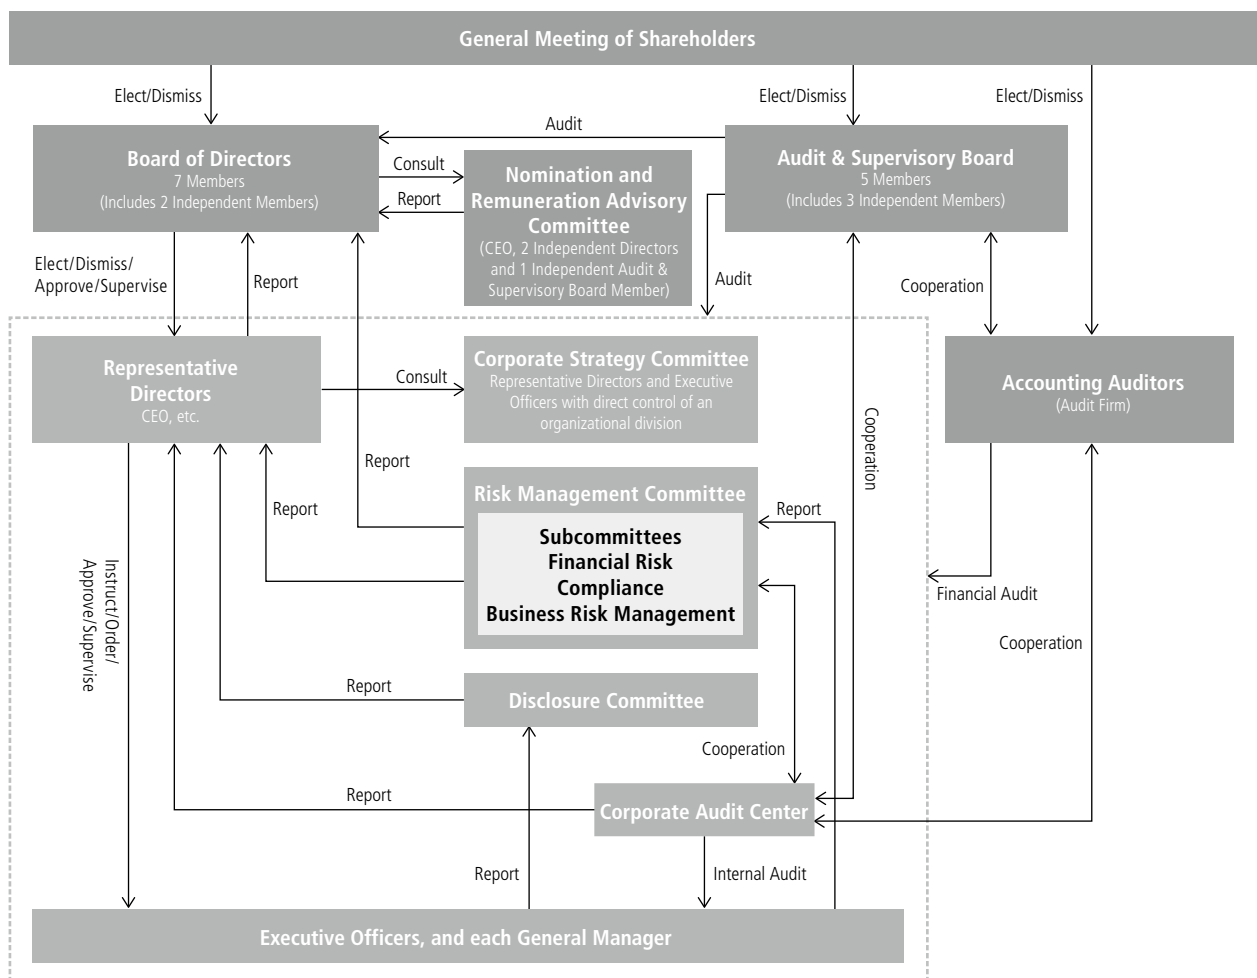 General Meeting of Shareholders
Elect/Dismiss
Elect/Dismiss
Elect/Dismiss
Audit
Board of Directors
7 Members
(Includes 2 Independent Members)
Consult
Report
Nomination and
Remuneration Advisory
Committee
(CEO, 2 Independent Directors
and 1 Independent Audit &
Supervisory Board Member)
Audit & Supervisory Board
5 Members
(Includes 3 Independent Members)
Elect/Dismiss/
Approve/Supervise
Report
Audit
Cooperation
Representative
Directors
CEO, etc.
Consult
Corporate Strategy Committee
Representative Directors and Executive
Officers with direct control of an
organizational division
Accounting Auditors
(Audit Firm)
Cooperation
Report
Report
Risk Management Committee
Subcommittees
Financial Risk
Compliance
Business Risk Management
Report
Financial Audit
Cooperation
Instruct/Order/
Approve/Supervise
Report
Disclosure Committee
Cooperation
Report
Corporate Audit Center
Report
Internal Audit
Executive Officers, and each General Manager